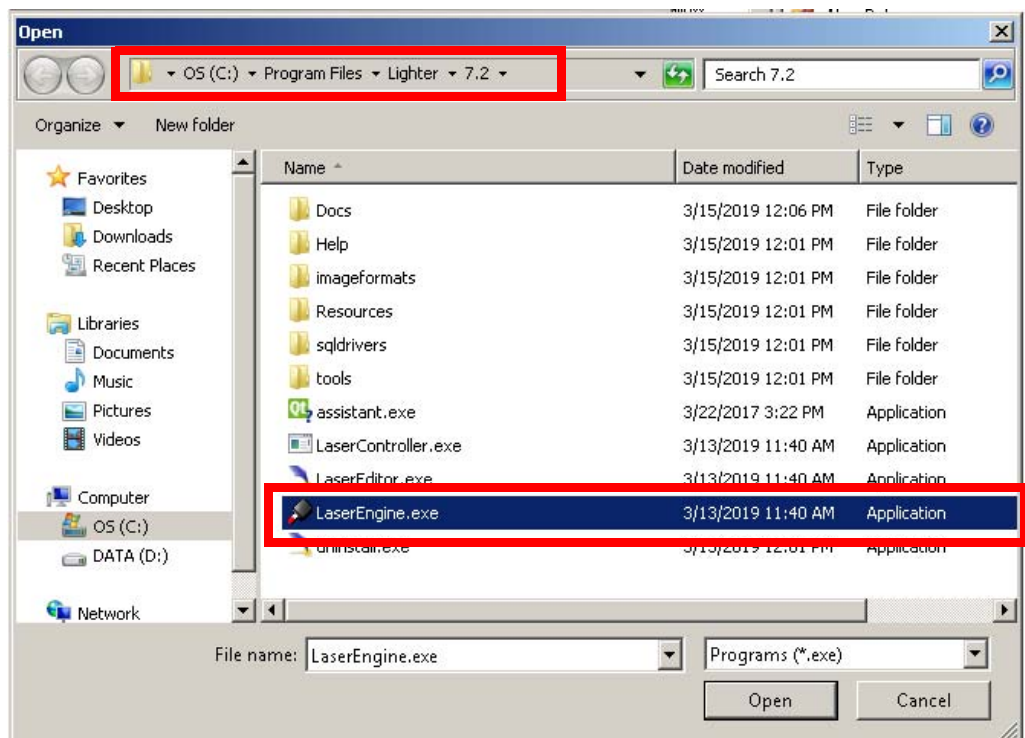 Open
OS (C:) Program Files Lighter 7.2
Search 7.2
Organize New folder
Name Date modified Type
Favorites
Desktop
Downloads
Recent Places
Libraries
Documents
Music
Pictures
Videos
Computer
OS (C:)
DATA (D:)
Network
Docs 3/15/2019 12:06 PM File folder
Help 3/15/2019 12:01 PM File folder
imageformats 3/15/2019 12:01 PM File folder
Resources 3/15/2019 12:01 PM File folder
sqldrivers 3/15/2019 12:01 PM File folder
tools 3/15/2019 12:01 PM File folder
assistant.exe 3/22/2017 3:22 PM Application
LaserController.exe 3/13/2019 11:40 AM Application
LaserEditor.exe 3/13/2019 11:40 AM Application
LaserEngine.exe 3/13/2019 11:40 AM Application
uninstall.exe 12:01 PM Application
File name: LaserEngine.exe Programs (*.exe)
Open Cancel